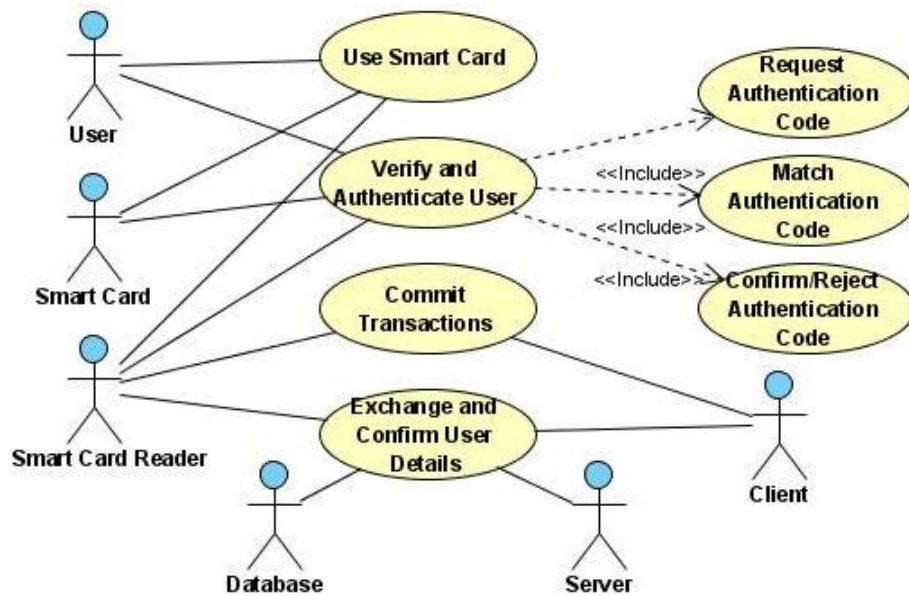 Use Smart Card
Request
Authentication
Code
User
Verify and
Authenticate User
<<Include>>
Match
Authentication
Code
<<Include>>
Smart Card
<<Include>>
Confirm/Reject
Authentication
Code
Commit
Transactions
Smart Card Reader
Exchange and
Confirm User
Details
Client
Database
Server